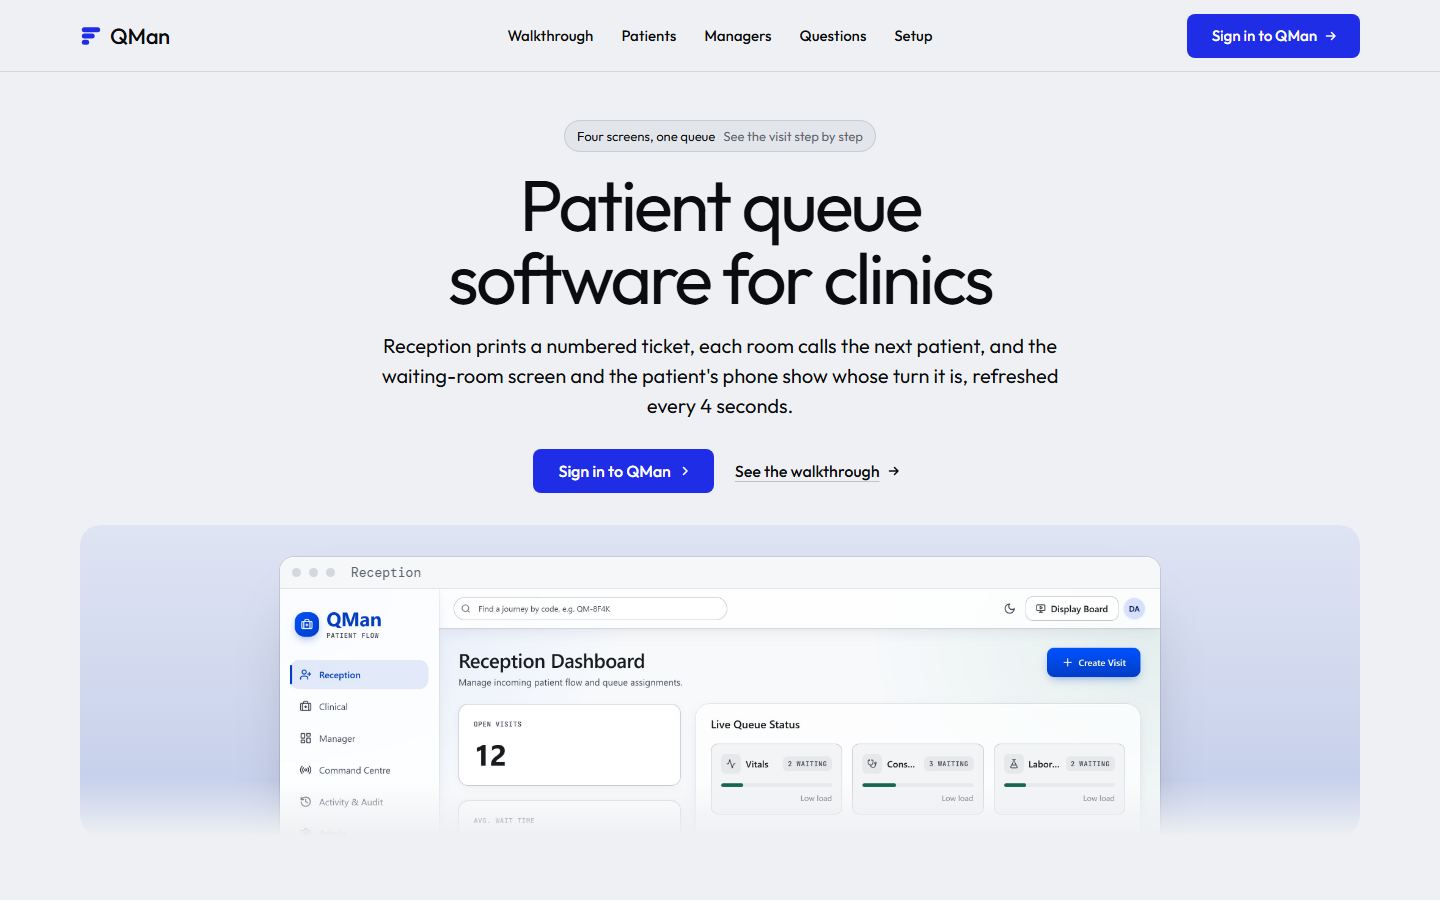 QMan
Walkthrough
Patients
Managers
Questions
Setup
Sign in to QMan
Four screens, one queue See the visit step by step
Patient queue
software for clinics
Reception prints a numbered ticket, each room calls the next patient, and the
waiting-room screen and the patient's phone show whose turn it is, refreshed
every 4 seconds.
Sign in to QMan
See the walkthrough
Reception
QMan
PATIENT FLOW
Find a journey by code, e.g. QM-8F4K
Display Board
DA
Reception
Clinical
Manager
Command Centre
Activity & Audit
Reception Dashboard
Manage incoming patient flow and queue assignments.
Create Visit
OPEN VISITS
12
AVG. WAIT TIME
Live Queue Status
Vitals
2 WAITING
Low load
Cons...
3 WAITING
Low load
Labor...
2 WAITING
Low load